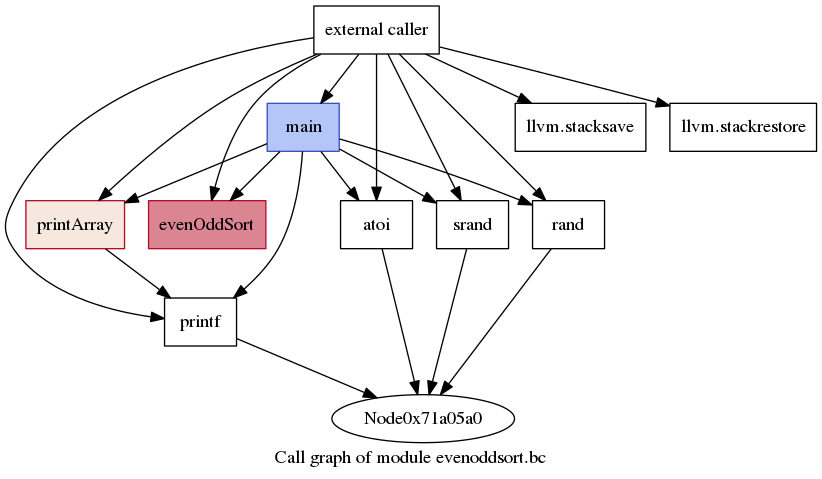 external caller
main
llvm.stacksave
llvm.stackrestore
printArray
evenOddSort
atoi
srand
rand
printf
Node0x71a05a0
Call graph of module evenoddsort.bc